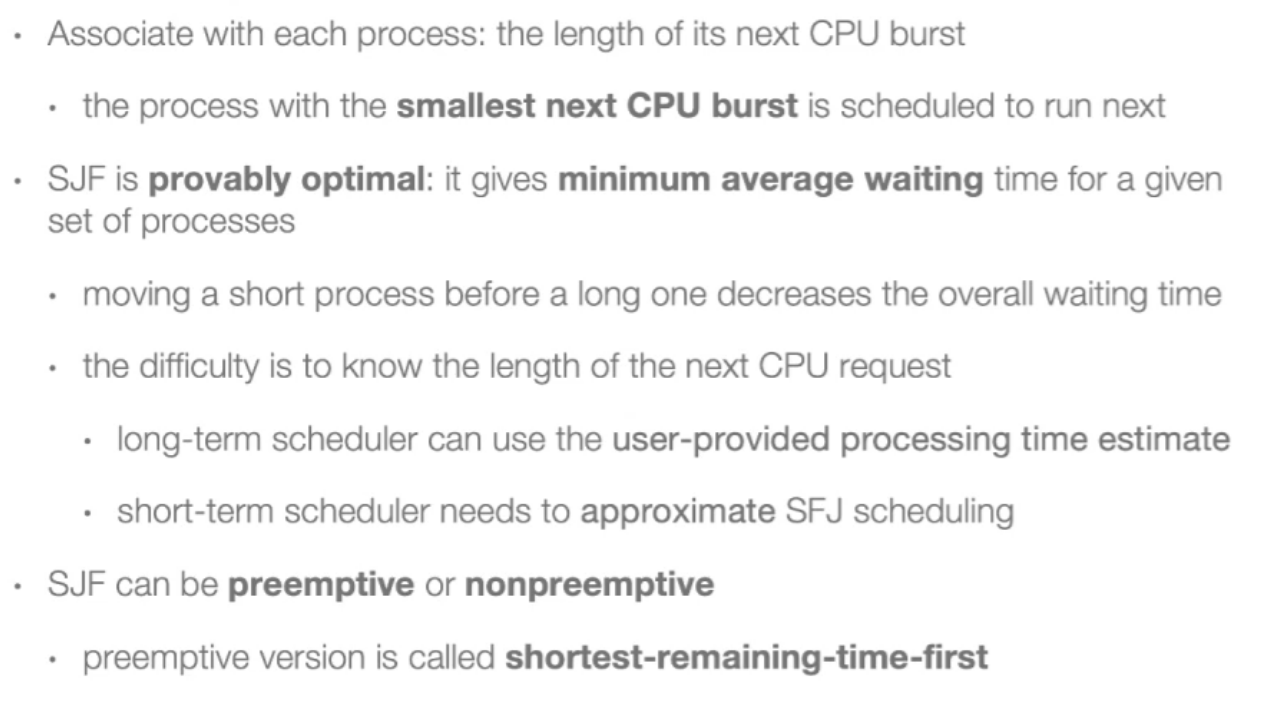 • Associate with each process: the length of its next CPU burst
• the process with the smallest next CPU burst is scheduled to run next
• SJF is provably optimal: it gives minimum average waiting time for a given
set of processes
• moving a short process before a long one decreases the overall waiting time
• the difficulty is to know the length of the next CPU request
• long-term scheduler can use the user-provided processing time estimate
• short-term scheduler needs to approximate SFJ scheduling
• SJF can be preemptive or nonpreemptive
• preemptive version is called shortest-remaining-time-first